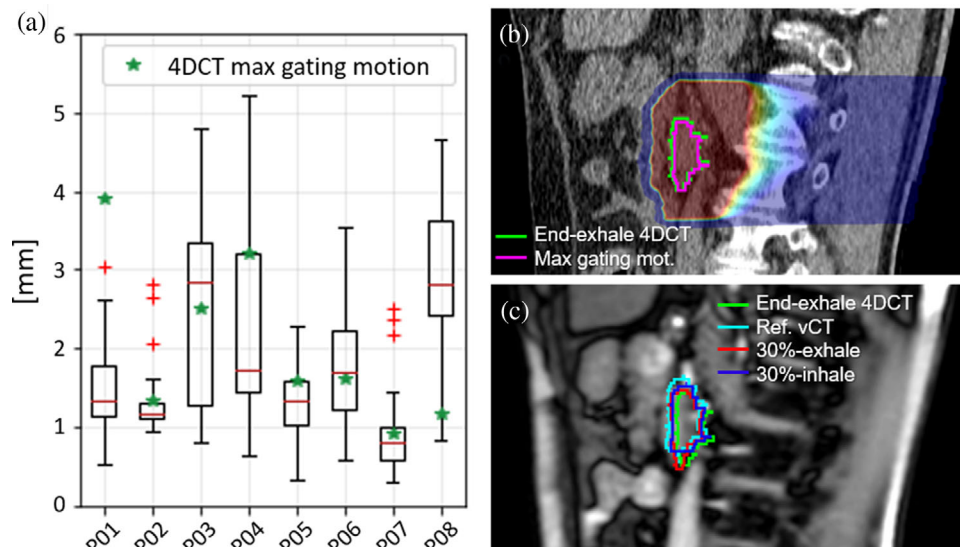 (a)
6
5
4
3
2
1
0
[mm]
4DCT max gating motion
P01 P02 P03 P04 P05 P06 P07 P08
(b)
End-exhale 4DCT
Max gating mot.
(c)
End-exhale 4DCT
Ref. vCT
30%-exhale
30%-inhale